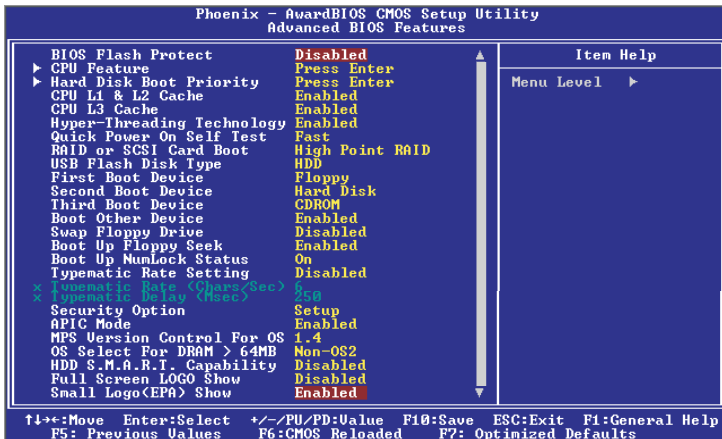 Phoenix - AwardBIOS CMOS Setup Utility
Advanced BIOS Features
BIOS Flash Protect Disabled
▶ CPU Feature Press Enter
▶ Hard Disk Boot Priority Press Enter
CPU L1 & L2 Cache Enabled
CPU L3 Cache Enabled
Hyper-Threading Technology Enabled
Quick Power On Self Test Fast
RAID or SCSI Card Boot High Point RAID
USB Flash Disk Type HDD
First Boot Device Floppy
Second Boot Device Hard Disk
Third Boot Device CDROM
Boot Other Device Enabled
Swap Floppy Drive Disabled
Boot Up Floppy Seek Enabled
Boot Up NumLock Status On
Typematic Rate Setting Disabled
x Typematic Rate (Chars/Sec) 6
x Typematic Delay (Msec) 250
Security Option Setup
APIC Mode Enabled
MPS Version Control For OS 1.4
OS Select For DRAM > 64MB Non-OS2
HDD S.M.A.R.T. Capability Disabled
Full Screen LOGO Show Disabled
Small Logo(EPA) Show Enabled
Item Help
Menu Level ▶
↑↓→←:Move Enter:Select +/-/PU/PD:Value F10:Save ESC:Exit F1:General Help
F5: Previous Values F6:CMOS Reloaded F7: Optimized Defaults